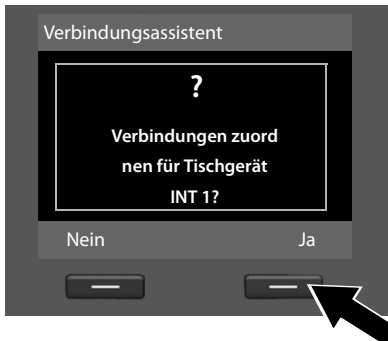 Verbindungsassistent
?
Verbindungen zuord
nen für Tischgerät
INT 1?
Nein Ja